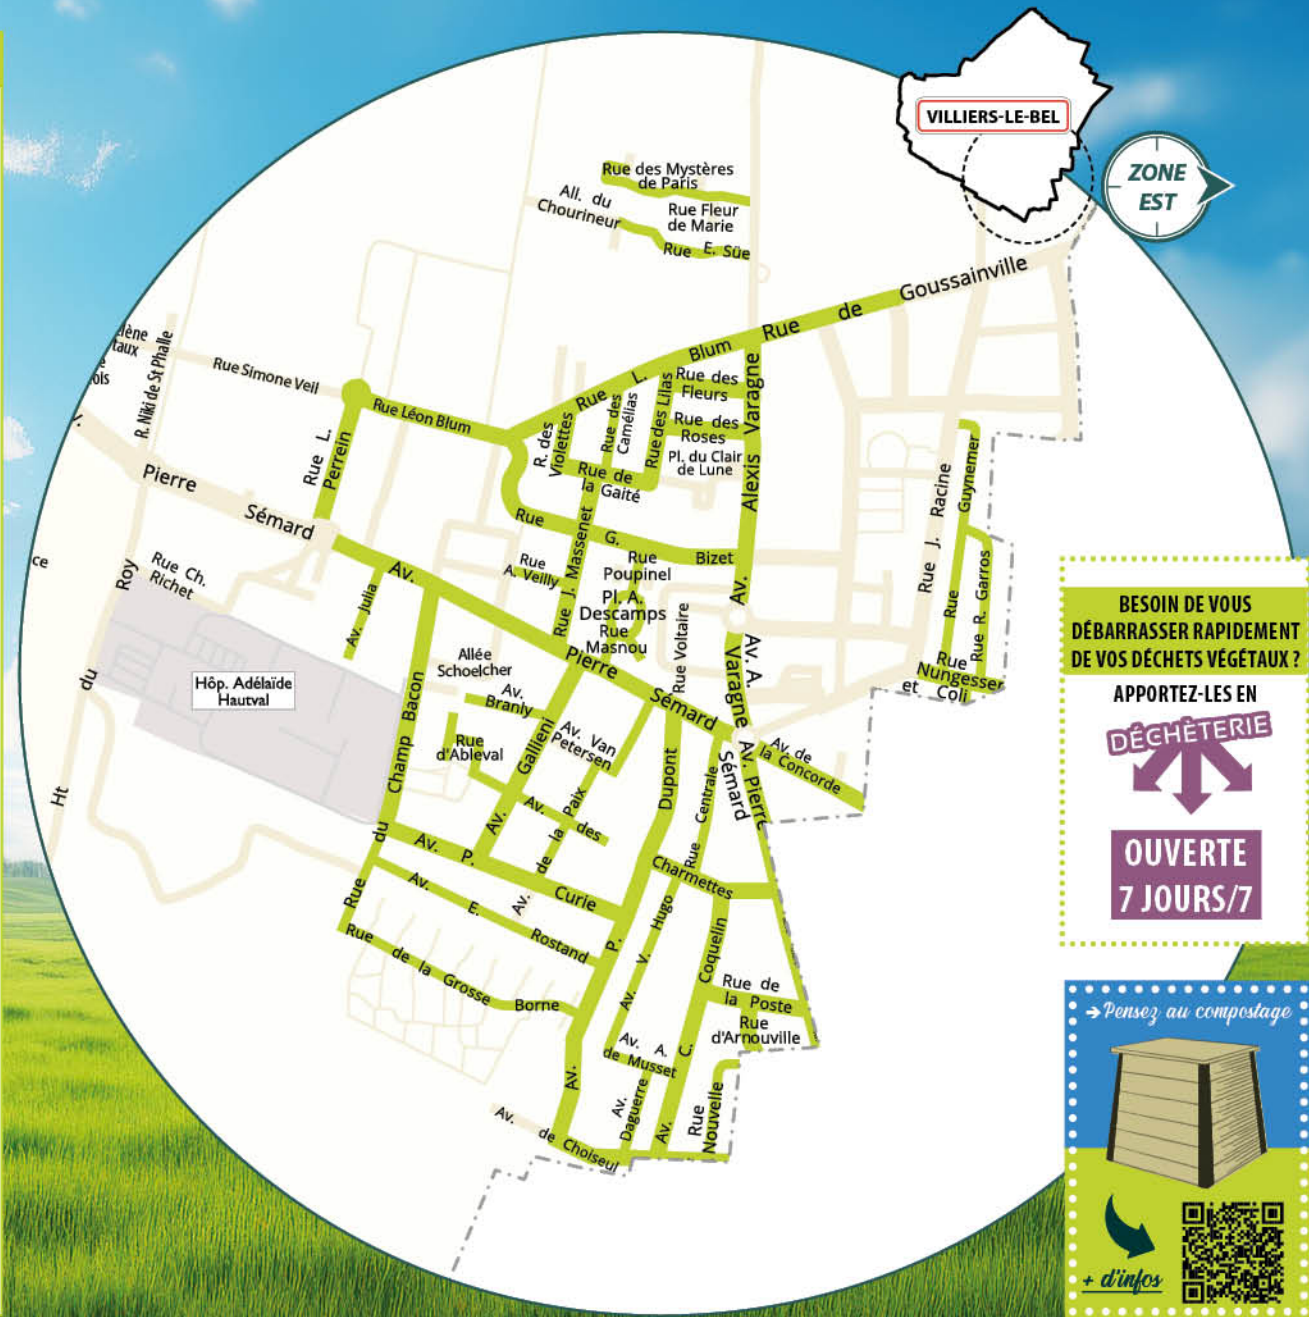 VILLIERS-LE-BEL
ZONE
EST
Rue des Mystères
de Paris
All. du
Chourineur
Rue Fleur
de Marie
Rue E. Süe
Rue de Goussainville
Rue L. Blum
R. Niki de St Phalle
Rue Simone Veil
Rue Léon Blum
Rue L.
Perrein
R. des
Violettes
Rue des
Camélias
Rue des Lilas
Rue des
Fleurs
Rue des
Roses
Pl. du Clair
de Lune
Rue de
la Gaité
Av. Alexis Varagne
Pierre Sémard
Rue G. Bizet
Rue J. Massenet
Rue
A. Veilly
Rue
Poupinel
Pl. A.
Descamps
Rue
Masnou
Rue Voltaire
Av. A.
Varagne
Rue J. Racine
Rue Guynemer
Rue R. Garros
Rue
Nungesser
et Coli
ce
Roy
du
Ht
Rue Ch.
Richet
Av. Julia
Hôp. Adélaïde
Hautval
Av. Pierre Sémard
Allée
Schoelcher
Av.
Branly
Rue
d'Ableval
Rue du Champ Bacon
Av. Gallieni
Av. Van
Petersen
Av. de la Paix
Av. des
Charmettes
Av. P. Dupont
Rue Centrale
Av. Pierre
Sémard
Av. de
la Concorde
Av. P. Curie
Av. E. Rostand
Rue de la Grosse Borne
Av. V. Hugo
Av. C. Coquelin
Rue de
la Poste
Rue
d'Arnouville
Av. A.
de Musset
Av.
Daguerre
Rue
Nouvelle
Av. de Choiseul
BESOIN DE VOUS
DÉBARRASSER RAPIDEMENT
DE VOS DÉCHETS VÉGÉTAUX ?
APPORTEZ-LES EN
DÉCHÈTERIE
OUVERTE
7 JOURS/7
Pensez au compostage
+ d'infos